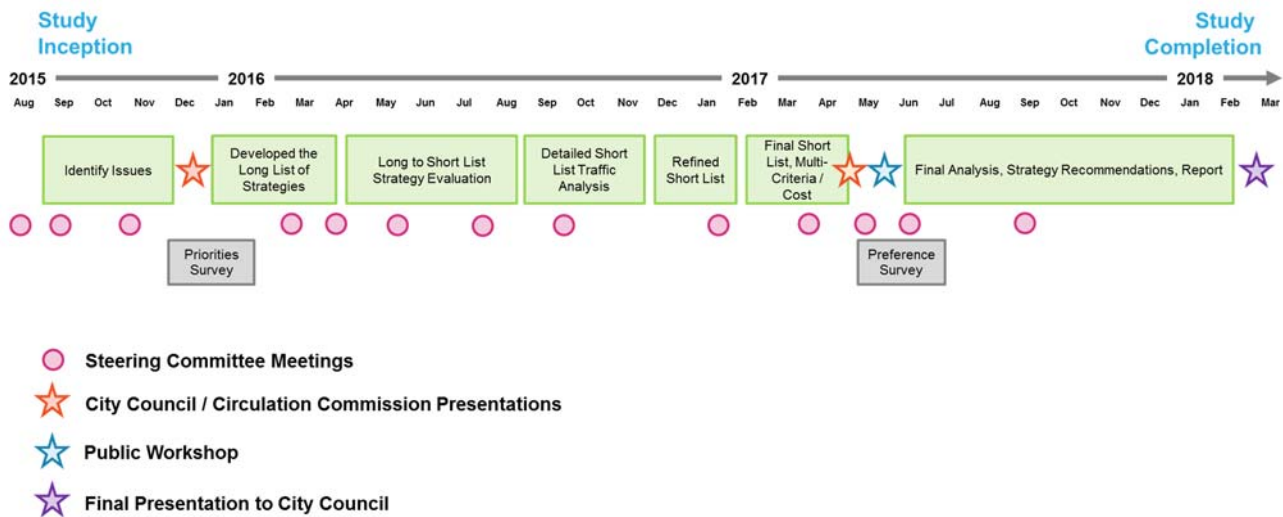 Study
Inception
Study
Completion
2015
2016
2017
2018
Aug Sep Oct Nov Dec Jan Feb Mar Apr May Jun Jul Aug Sep Oct Nov Dec Jan Feb Mar Apr May Jun Jul Aug Sep Oct Nov Dec Jan Feb Mar
Identify Issues
Developed the
Long List of
Strategies
Long to Short List
Strategy Evaluation
Detailed Short
List Traffic
Analysis
Refined
Short List
Final Short
List, Multi-
Criteria /
Cost
Final Analysis, Strategy Recommendations, Report
Priorities
Survey
Preference
Survey
Steering Committee Meetings
City Council / Circulation Commission Presentations
Public Workshop
Final Presentation to City Council